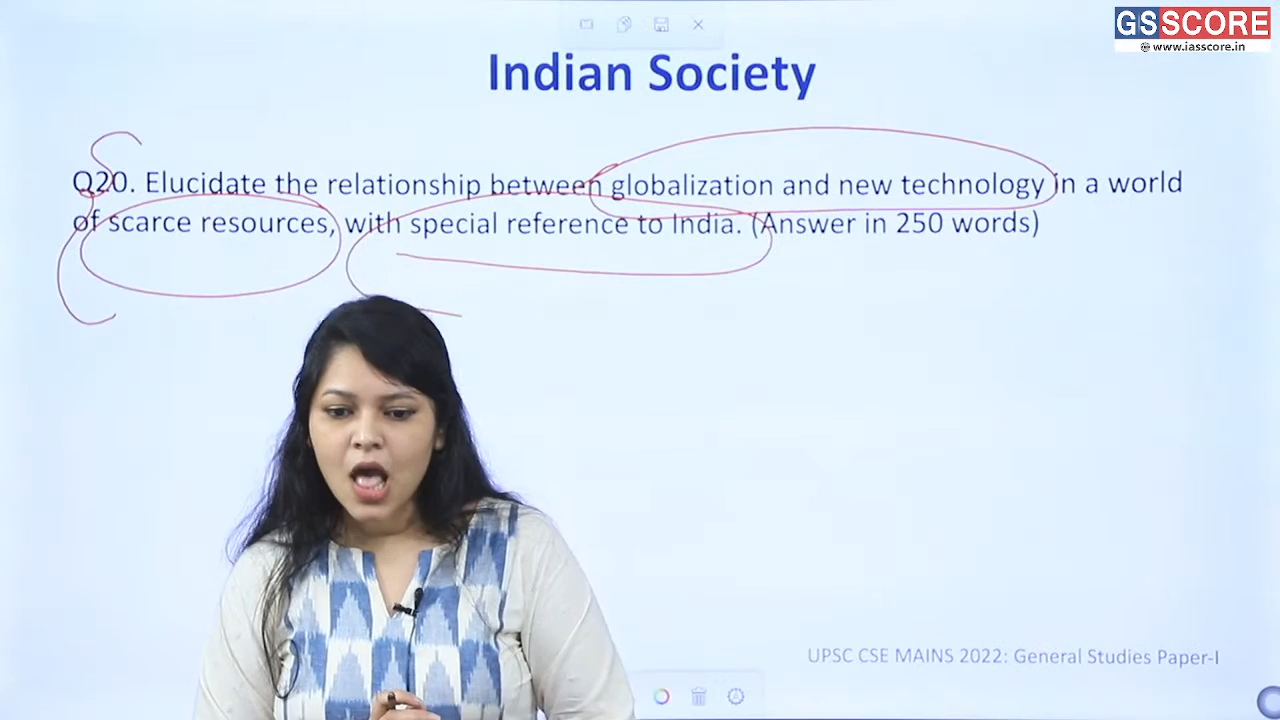 GSSCORE
www.iasscore.in
Indian Society
Q20. Elucidate the relationship between globalization and new technology in a world
of scarce resources, with special reference to India. (Answer in 250 words)
UPSC CSE MAINS 2022: General Studies Paper-I